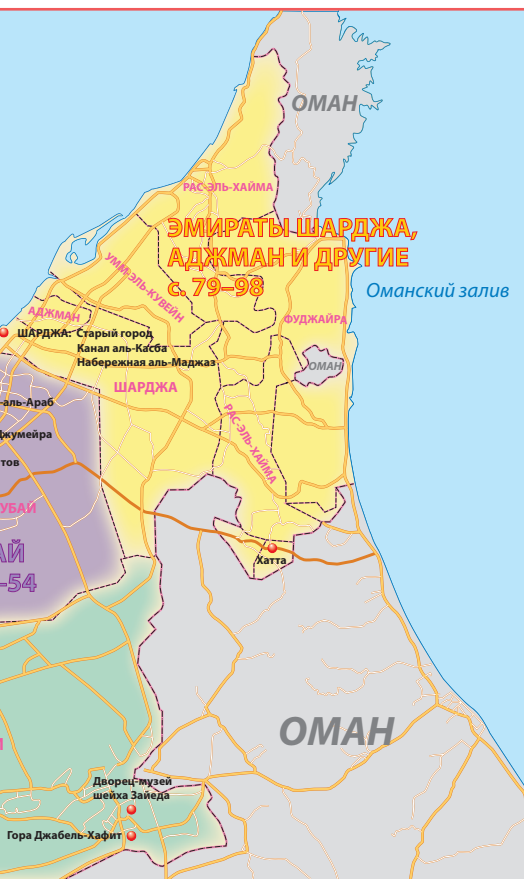 ОМАН
РАС-ЭЛЬ-ХАЙМА
ЭМИРАТЫ ШАРДЖА,
АДЖМАН И ДРУГИЕ
с. 79–98
УММ-ЭЛЬ-КУВЕЙН
Оманский залив
АДЖМАН
ФУДЖАЙРА
ШАРДЖА: Старый город
Канал аль-Касба
Набережная аль-Маджаз
ОМАН
ШАРДЖА
-аль-Араб
РАС-ЭЛЬ-ХАЙМА
Джумейра
тов
УБАЙ
АЙ
–54
Хатта
ОМАН
Дворец-музей
шейха Зайеда
Гора Джабель-Хафит